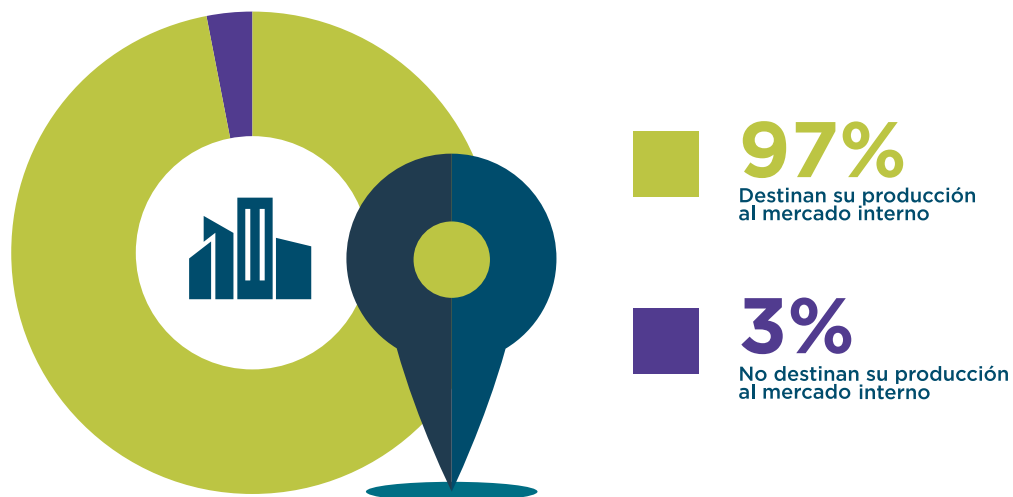 97%
Destinan su producción
al mercado interno
3%
No destinan su producción
al mercado interno